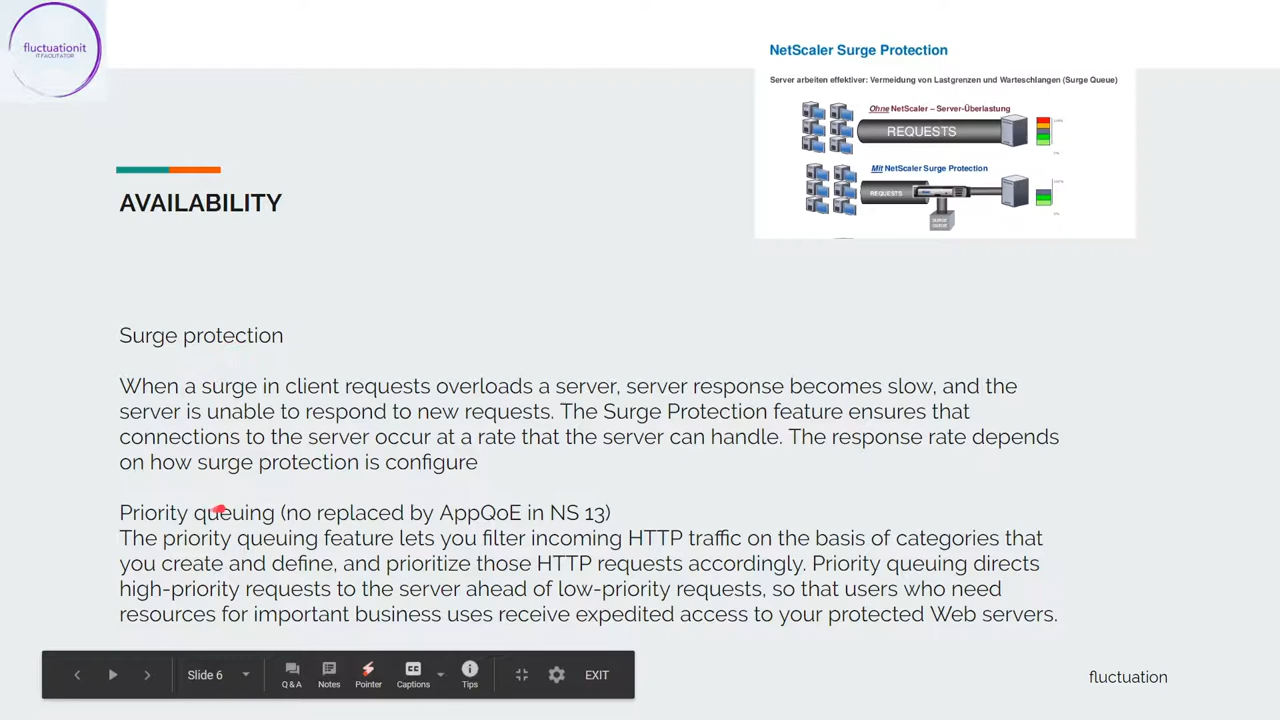 fluctuationit
IT FACILITATOR
NetScaler Surge Protection
Server arbeiten effektiver: Vermeidung von Lastgrenzen und Warteschlangen (Surge Queue)
Ohne NetScaler – Server-Überlastung
REQUESTS
100%
0%
Mit NetScaler Surge Protection
REQUESTS
100%
0%
SURGE
QUEUE
AVAILABILITY
Surge protection
When a surge in client requests overloads a server, server response becomes slow, and the
server is unable to respond to new requests. The Surge Protection feature ensures that
connections to the server occur at a rate that the server can handle. The response rate depends
on how surge protection is configure
Priority queuing (no replaced by AppQoE in NS 13)
The priority queuing feature lets you filter incoming HTTP traffic on the basis of categories that
you create and define, and prioritize those HTTP requests accordingly. Priority queuing directs
high-priority requests to the server ahead of low-priority requests, so that users who need
resources for important business uses receive expedited access to your protected Web servers.
Slide 6
Q & A
Notes
Pointer
CC
Captions
Tips
EXIT
fluctuation